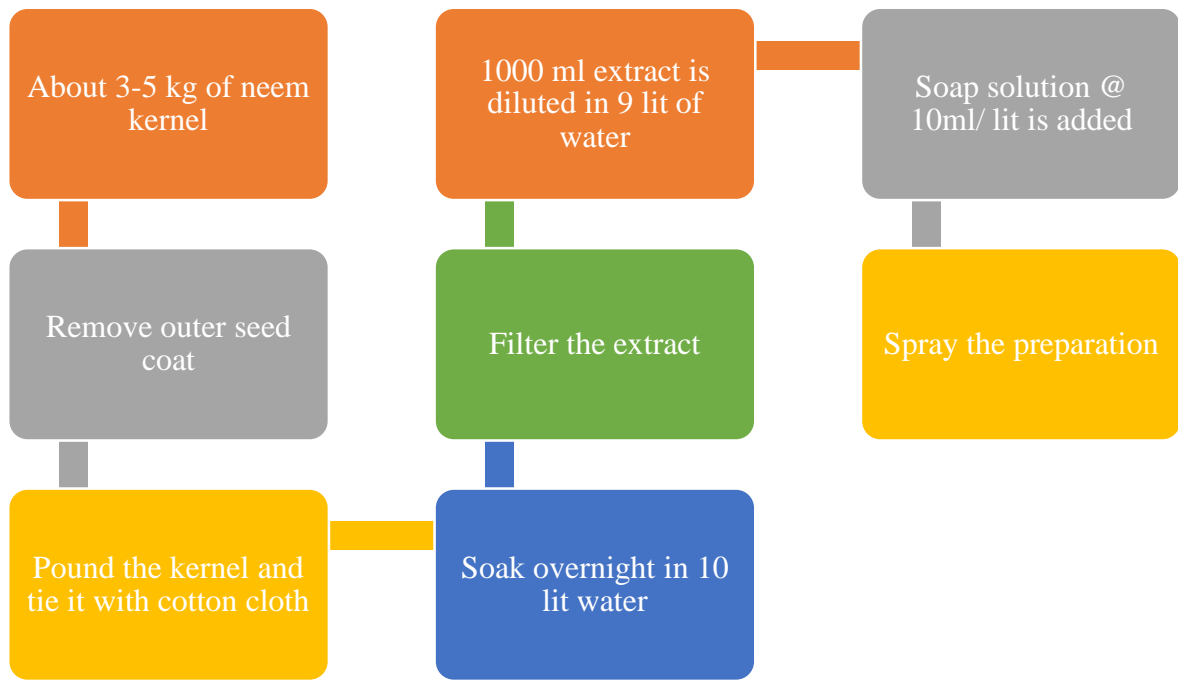 About 3-5 kg of neem
kernel
Remove outer seed
coat
Pound the kernel and
tie it with cotton cloth
Soak overnight in 10
lit water
Filter the extract
1000 ml extract is
diluted in 9 lit of
water
Soap solution @
10ml/ lit is added
Spray the preparation